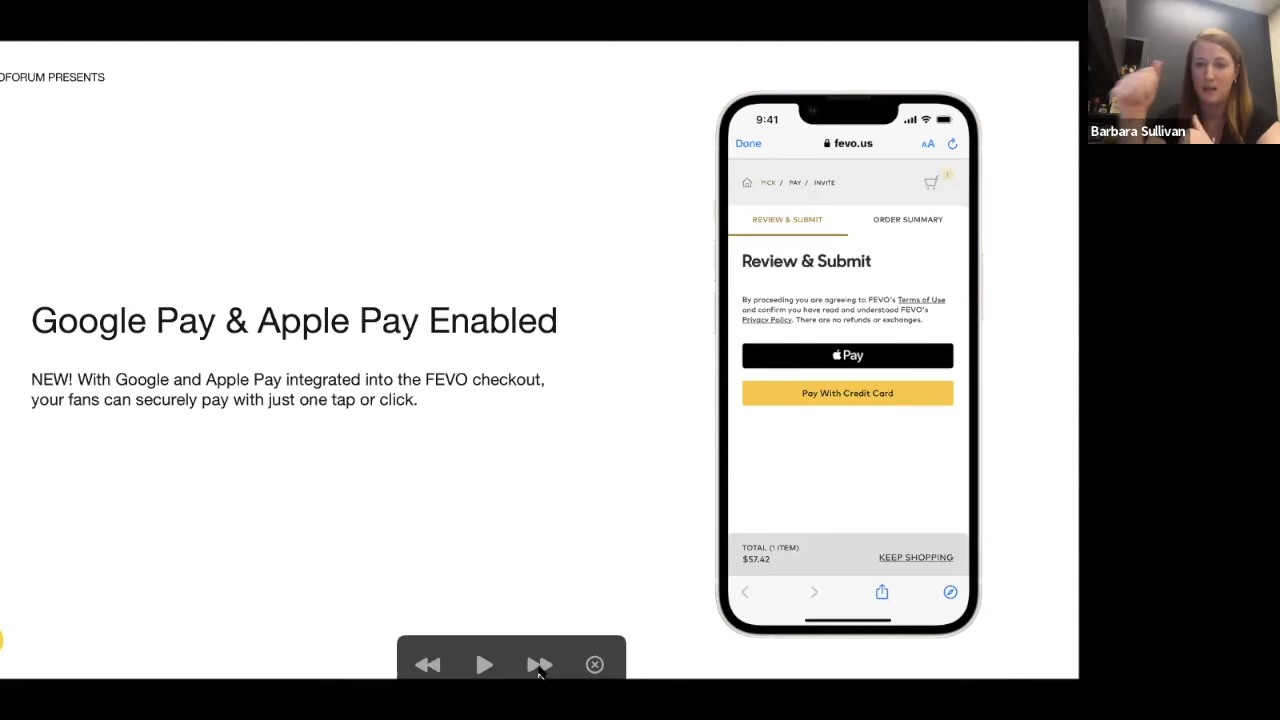 OFORUM PRESENTS
Google Pay & Apple Pay Enabled
NEW! With Google and Apple Pay integrated into the FEVO checkout,
your fans can securely pay with just one tap or click.
9:41
Done
fevo.us
AA
PICK / PAY / INVITE
1
REVIEW & SUBMIT
ORDER SUMMARY
Review & Submit
By proceeding you are agreeing to FEVO's Terms of Use
and confirm you have read and understood FEVO's
Privacy Policy. There are no refunds or exchanges.
Pay
Pay With Credit Card
TOTAL (1 ITEM)
$57.42
KEEP SHOPPING
Barbara Sullivan